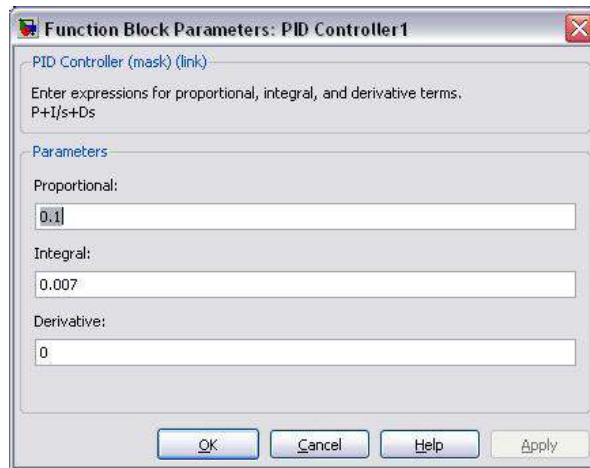 Function Block Parameters: PID Controller1
PID Controller (mask) (link)
Enter expressions for proportional, integral, and derivative terms.
P+I/s+Ds
Parameters
Proportional:
0.1
Integral:
0.007
Derivative:
0
OK Cancel Help Apply